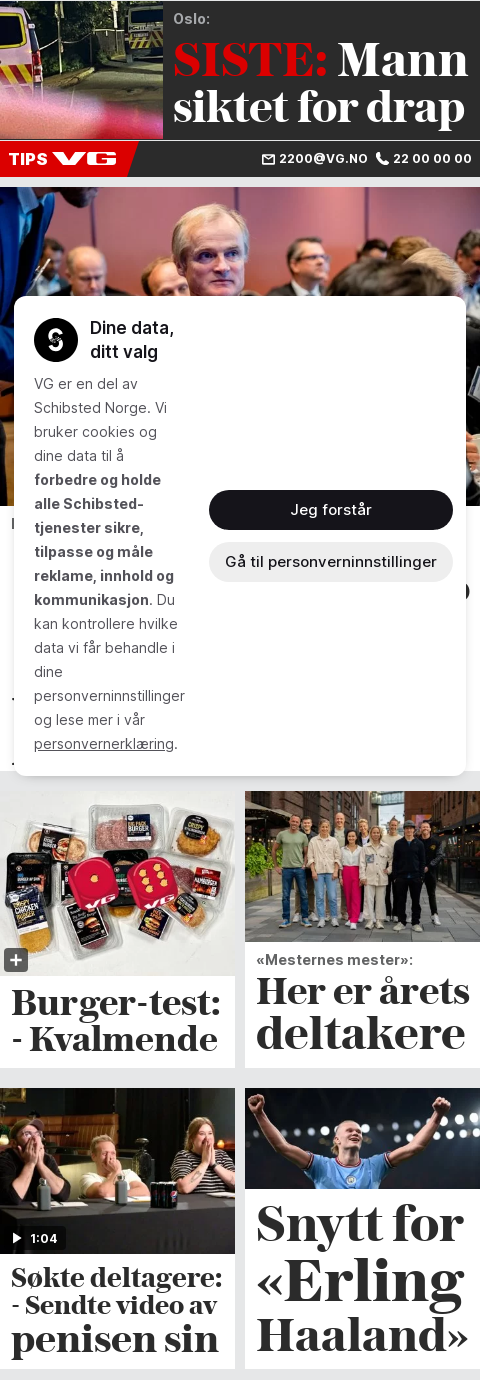 Oslo:
SISTE: Mann
siktet for drap
TIPS VG
2200@VG.NO 22 00 00 00
Dine data,
ditt valg
VG er en del av
Schibsted Norge. Vi
bruker cookies og
dine data til å
forbedre og holde
alle Schibsted-
tjenester sikre,
tilpasse og måle
reklame, innhold og
kommunikasjon. Du
kan kontrollere hvilke
data vi får behandle i
dine
personverninnstillinger
og lese mer i vår
personvernerklæring.
Jeg forstår
Gå til personverninnstillinger
VG
VG
Burger-test:
- Kvalmende
«Mesternes mester»:
Her er årets
deltakere
1:04
Søkte deltagere:
- Sendte video av
penisen sin
Snytt for
«Erling
Haaland»